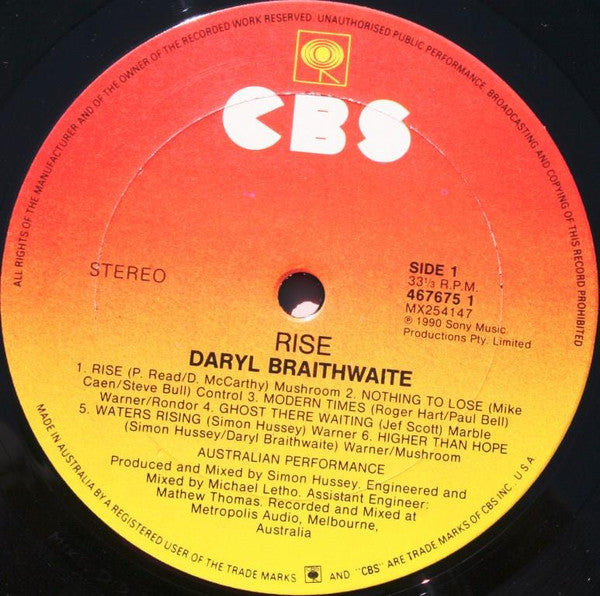 ALL RIGHTS OF THE MANUFACTURER AND OF THE OWNER OF THE RECORDED WORK RESERVED. UNAUTHORISED PUBLIC PERFORMANCE, BROADCASTING AND COPYING OF THIS RECORD PROHIBITED
CBS
STEREO
SIDE 1
33⅓ R.P.M.
467675 1
MX254147
℗ 1990 Sony Music
Productions Pty. Limited
RISE
DARYL BRAITHWAITE
1. RISE (P. Read/D. McCarthy) Mushroom 2. NOTHING TO LOSE (Mike
Caen/Steve Bull) Control 3. MODERN TIMES (Roger Hart/Paul Bell)
Warner/Rondor 4. GHOST THERE WAITING (Jef Scott) Marble
5. WATERS RISING (Simon Hussey) Warner 6. HIGHER THAN HOPE
(Simon Hussey/Daryl Braithwaite) Warner/Mushroom
AUSTRALIAN PERFORMANCE
Produced and Mixed by Simon Hussey. Engineered and
Mixed by Michael Letho. Assistant Engineer:
Mathew Thomas. Recorded and Mixed at
Metropolis Audio, Melbourne,
Australia
MADE IN AUSTRALIA BY A REGISTERED USER OF THE TRADE MARKS AND "CBS" ARE TRADE MARKS OF CBS INC., U.S.A